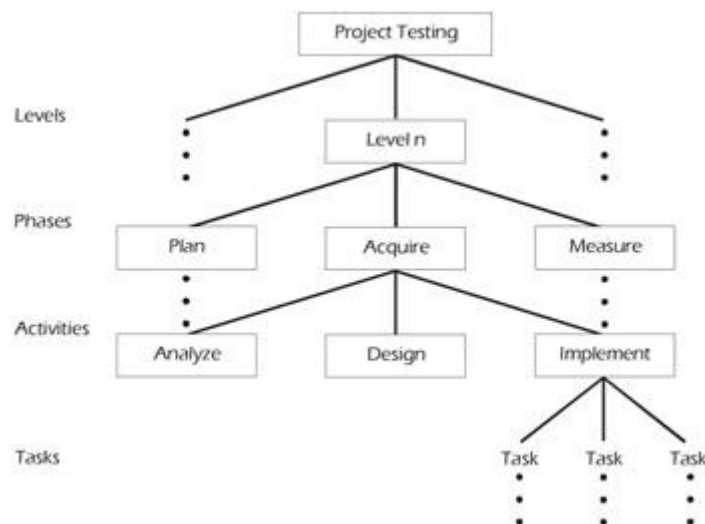 Project Testing
Levels
Level n
Phases
Plan Acquire Measure
Activities
Analyze Design Implement
Tasks
Task Task Task